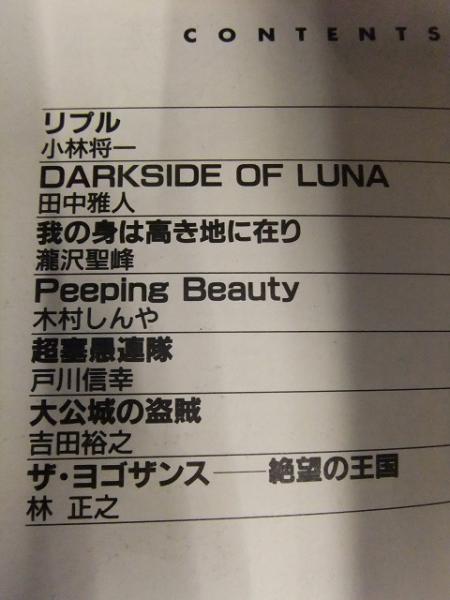 CONTENTS
リプル
小林将一
DARKSIDE OF LUNA
田中雅人
我の身は高き地に在り
瀧沢聖峰
Peeping Beauty
木村しんや
超塞愚連隊
戸川信幸
大公城の盗賊
吉田裕之
ザ・ヨゴザンス──絶望の王国
林 正之